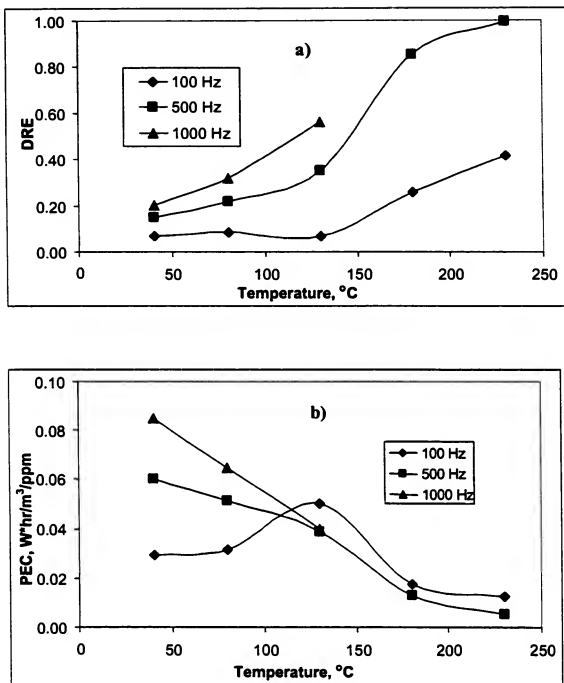 a)
1.00
0.80
0.60
0.40
0.20
0.00
DRE
100 Hz
500 Hz
1000 Hz
0 50 100 150 200 250
Temperature, °C
b)
0.10
0.08
0.06
0.04
0.02
0.00
PEC, W*hr/m³/ppm
100 Hz
500 Hz
1000 Hz
0 50 100 150 200 250
Temperature, °C